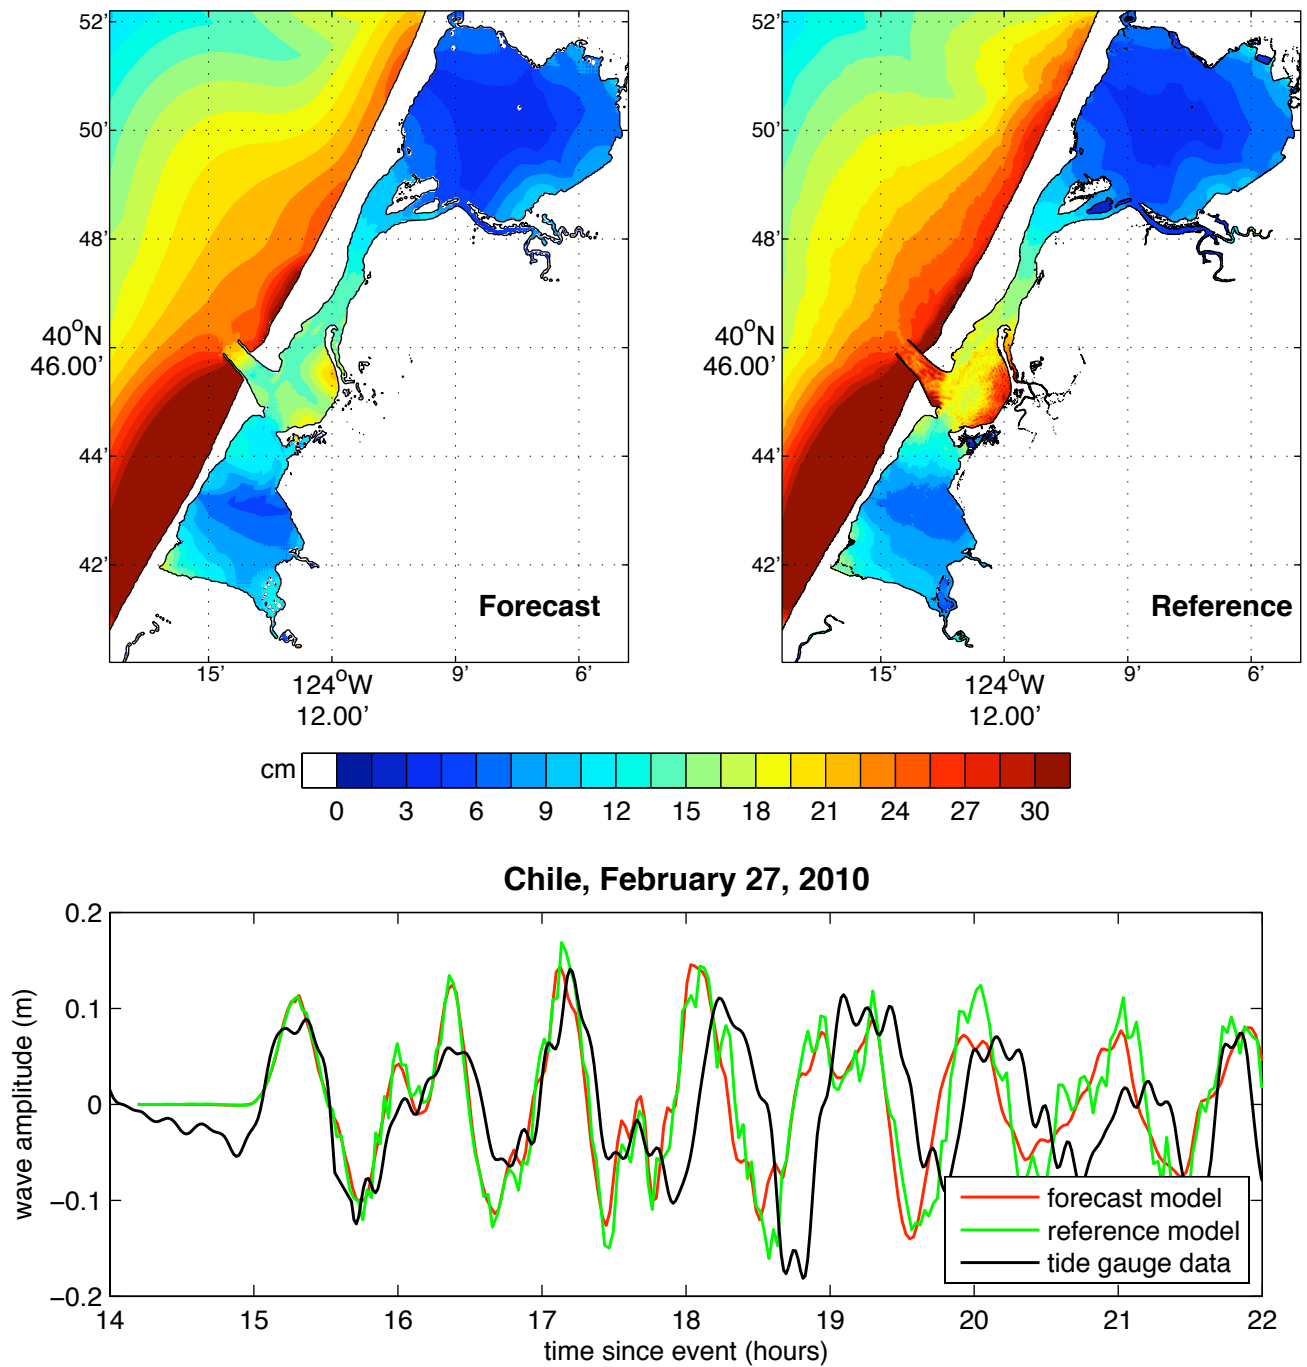 52’
50’
48’
40°N
46.00’
44’
42’
Forecast
15’
124°W
12.00’
9’
6’
52’
50’
48’
40°N
46.00’
44’
42’
Reference
15’
124°W
12.00’
9’
6’
cm
0 3 6 9 12 15 18 21 24 27 30
Chile, February 27, 2010
wave amplitude (m)
0.2
0.1
0
−0.1
−0.2
forecast model
reference model
tide gauge data
14 15 16 17 18 19 20 21 22
time since event (hours)